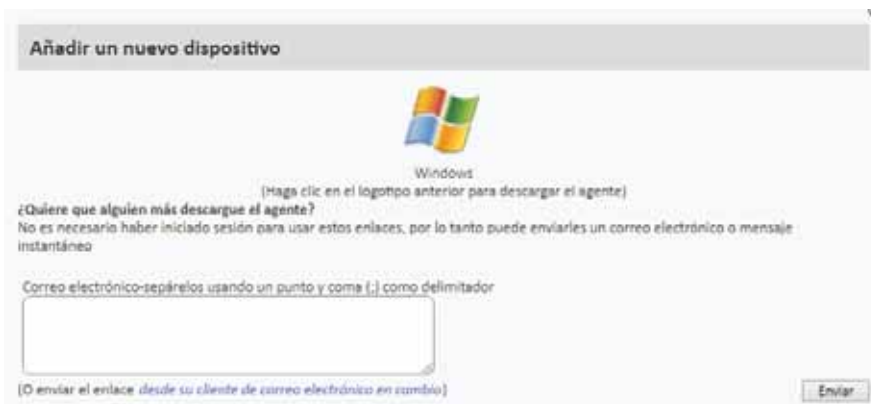 Añadir un nuevo dispositivo
Windows
(Haga clic en el logotipo anterior para descargar el agente)
¿Quiere que alguien más descargue el agente?
No es necesario haber iniciado sesión para usar estos enlaces, por lo tanto puede enviarles un correo electrónico o mensaje
instantáneo
Correo electrónico-sepárelos usando un punto y coma (;) como delimitador
(O enviar el enlace desde su cliente de correo electrónico en cambio)
Enviar